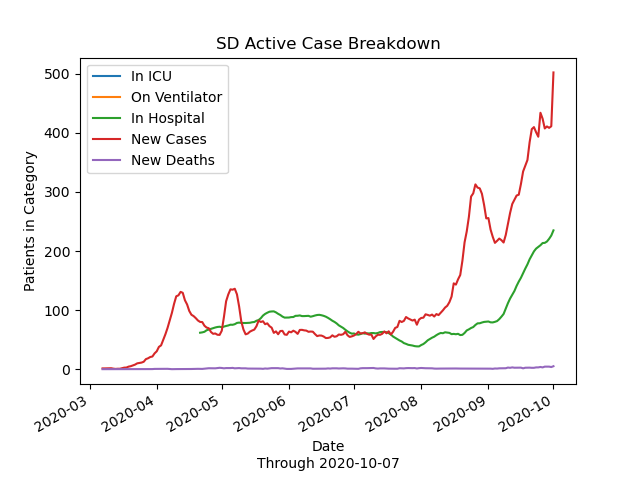 SD Active Case Breakdown
In ICU
On Ventilator
In Hospital
New Cases
New Deaths
Patients in Category
500
400
300
200
100
0
2020-03
2020-04
2020-05
2020-06
2020-07
2020-08
2020-09
2020-10
Date
Through 2020-10-07